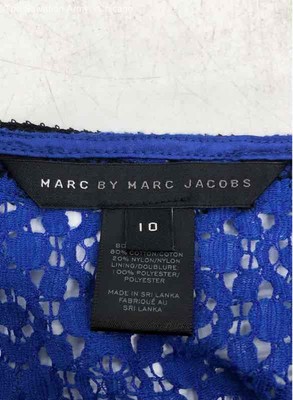 MARC BY MARC JACOBS
10
80% COTTON/COTON
20% NYLON/NYLON
LINING/DOUBLURE
100% POLYESTER/
POLYESTER
MADE IN
SRI LANKA
FABRIQUÉ AU
SRI LANKA